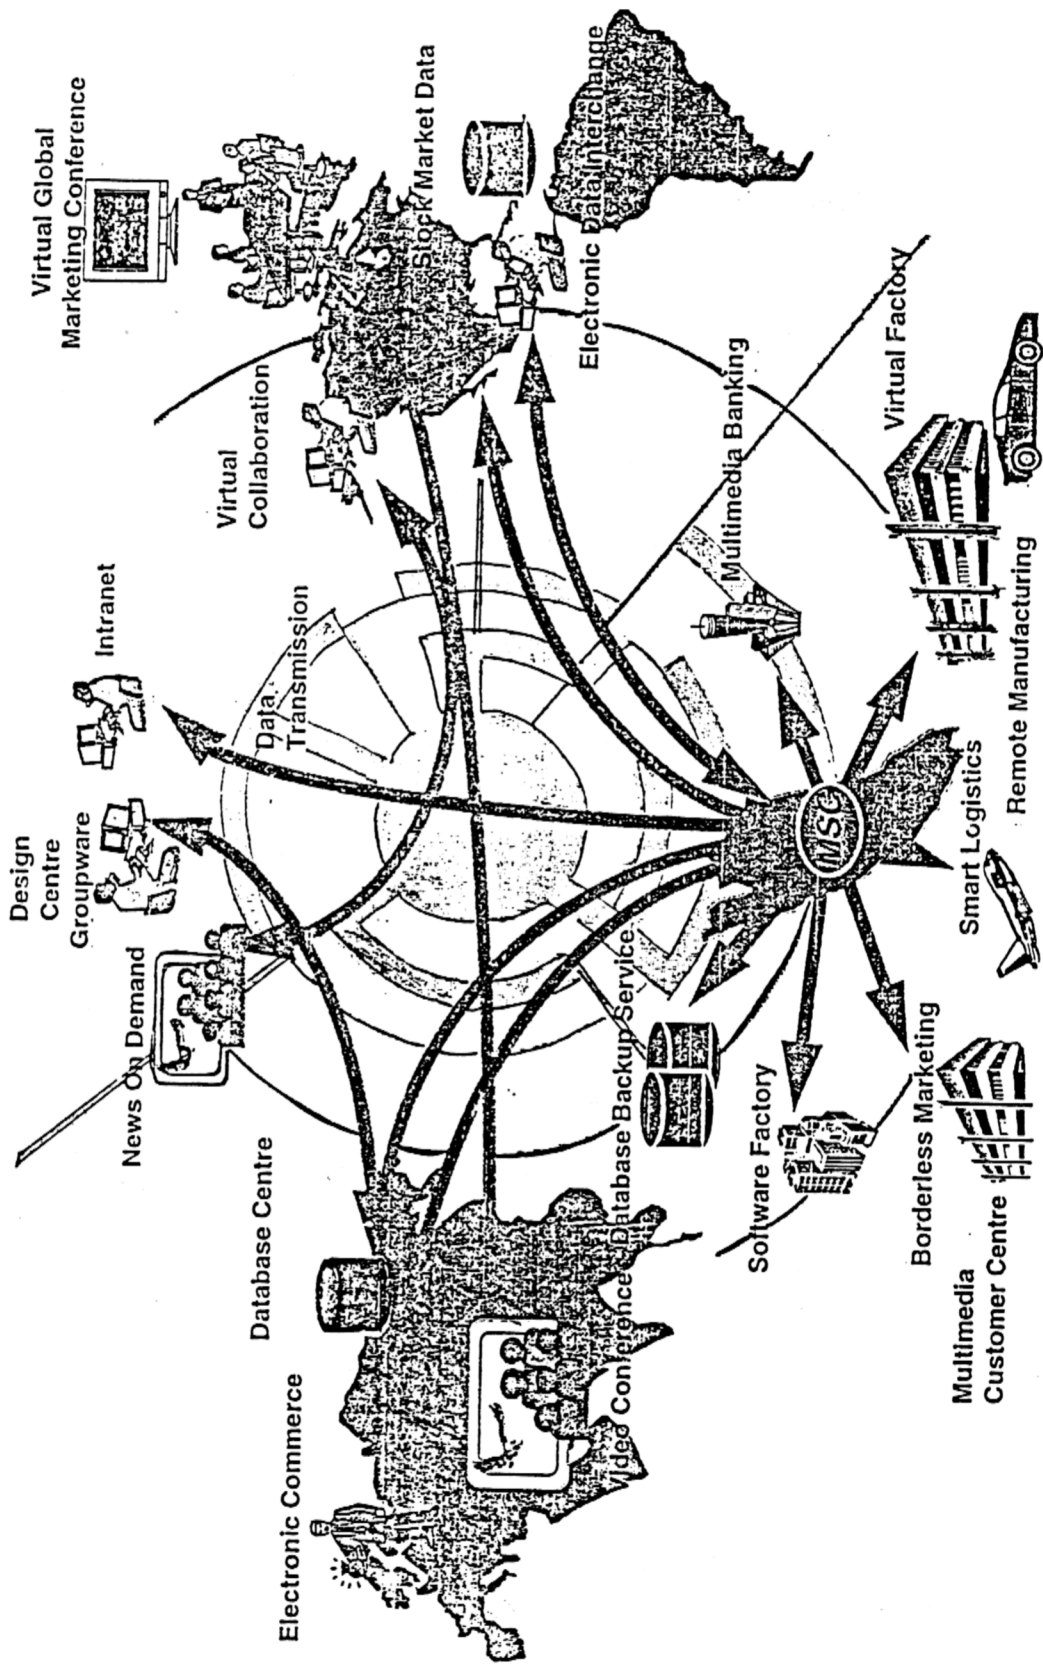 Design
Centre
Groupware
Virtual Global
Marketing Conference
Intranet
News On Demand
Virtual
Collaboration
Database Centre
Data
Transmission
Electronic Commerce
Stock Market Data
Electronic Data Interchange
Video Conference Database Backup Service
Multimedia Banking
Software Factory
MSC
Virtual Factory
Borderless Marketing
Multimedia
Customer Centre
Smart Logistics
Remote Manufacturing